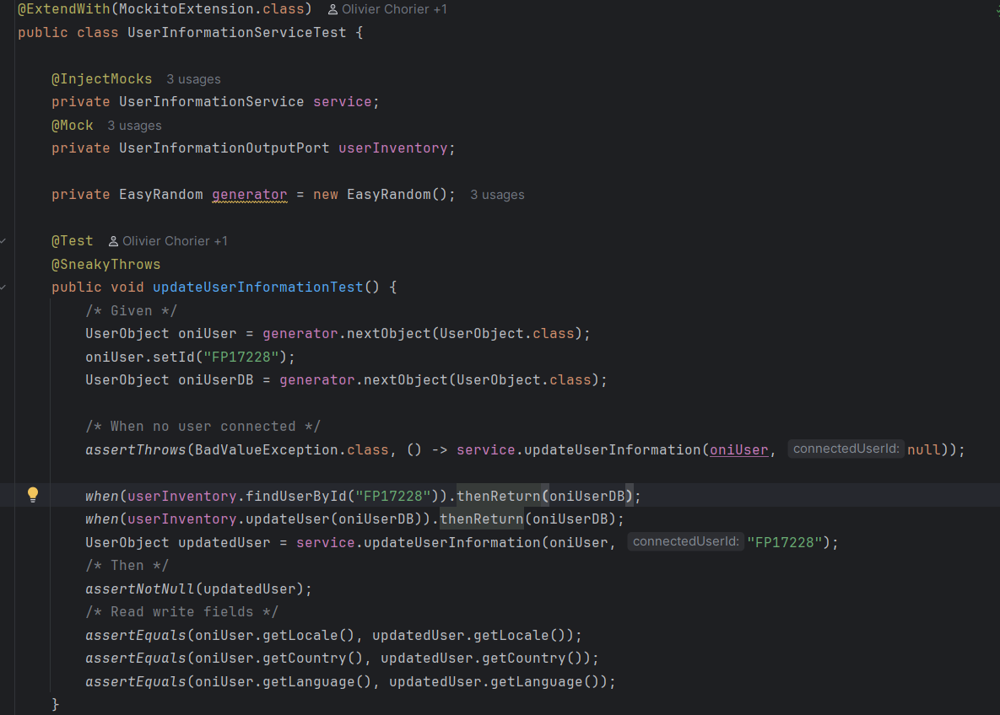 @ExtendWith(MockitoExtension.class) Olivier Chorier +1
public class UserInformationServiceTest {
@InjectMocks 3 usages
private UserInformationService service;
@Mock 3 usages
private UserInformationOutputPort userInventory;
private EasyRandom generator = new EasyRandom(); 3 usages
@Test Olivier Chorier +1
@SneakyThrows
public void updateUserInformationTest() {
/* Given */
UserObject oniUser = generator.nextObject(UserObject.class);
oniUser.setId("FP17228");
UserObject oniUserDB = generator.nextObject(UserObject.class);
/* When no user connected */
assertThrows(BadValueException.class, () -> service.updateUserInformation(oniUser, connectedUserId: null));
when(userInventory.findUserById("FP17228")).thenReturn(oniUserDB);
when(userInventory.updateUser(oniUserDB)).thenReturn(oniUserDB);
UserObject updatedUser = service.updateUserInformation(oniUser, connectedUserId: "FP17228");
/* Then */
assertNotNull(updatedUser);
/* Read write fields */
assertEquals(oniUser.getLocale(), updatedUser.getLocale());
assertEquals(oniUser.getCountry(), updatedUser.getCountry());
assertEquals(oniUser.getLanguage(), updatedUser.getLanguage());
}